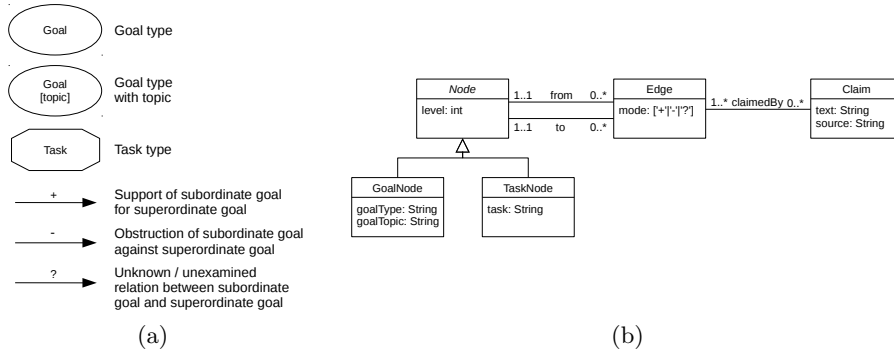 Goal
Goal type
Goal
[topic]
Goal type
with topic
Task
Task type
+
Support of subordinate goal
for superordinate goal
-
Obstruction of subordinate goal
against superordinate goal
?
Unknown / unexamined
relation between subordinate
goal and superordinate goal
(a)
Node
level: int
1..1 from 0..*
1..1 to 0..*
Edge
mode: ['+'|'-'|'?']
1..* claimedBy 0..*
Claim
text: String
source: String
GoalNode
goalType: String
goalTopic: String
TaskNode
task: String
(b)